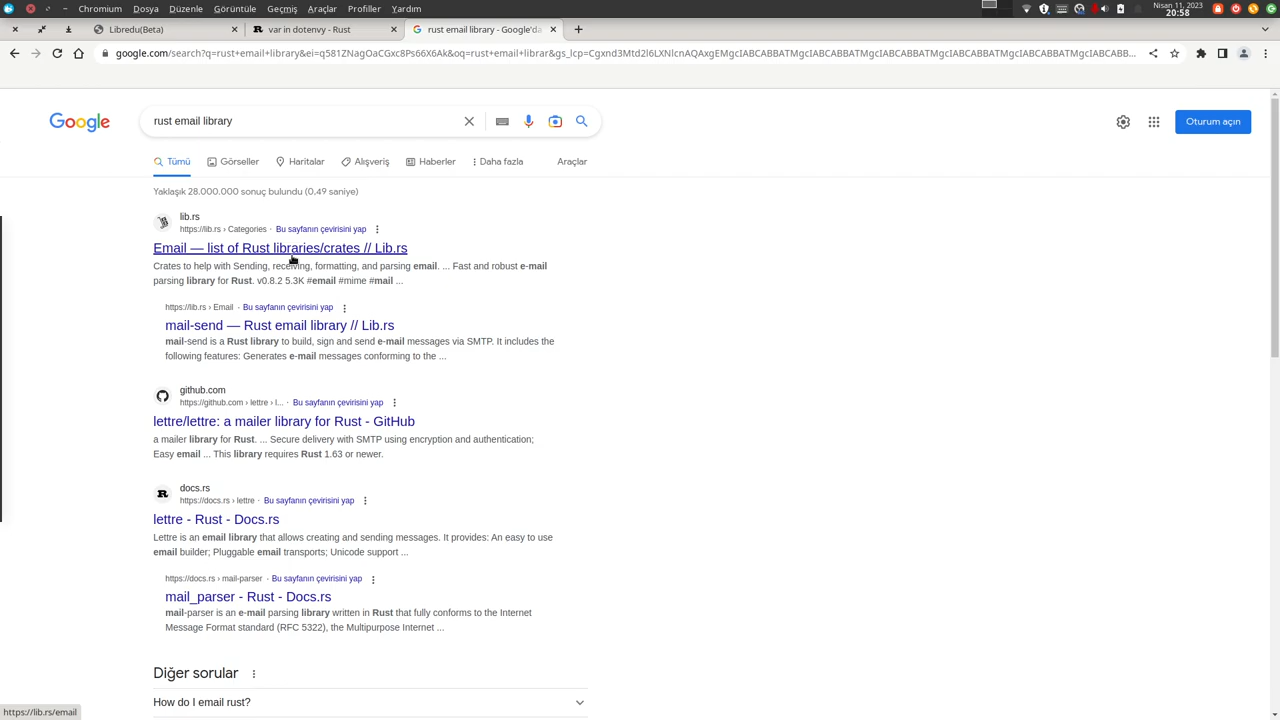 Chromium Dosya Düzenle Görüntüle Geçmiş Araçlar Profiller Yardım
Nisan 11, 2023
20:58
Libredu(Beta)
var in dotenvy - Rust
rust email library - Google'da
google.com/search?q=rust+email+library&ei=q581ZNagOaCGxc8Ps66X6Ak&oq=rust+email+librar&gs_lcp=Cgxnd3Mtd2l6LXNlcnAQAxgEMgcIABCABBATMgcIABCABBATMgcIABCABBATMgcIABCABBATMgcIABCABBATMgcIABCABB...
Google
rust email library
Oturum açın
Tümü
Görseller
Haritalar
Alışveriş
Haberler
Daha fazla
Araçlar
Yaklaşık 28.000.000 sonuç bulundu (0,49 saniye)
lib.rs
https://lib.rs › Categories · Bu sayfanın çevirisini yap
Email — list of Rust libraries/crates // Lib.rs
Crates to help with Sending, receiving, formatting, and parsing email. ... Fast and robust e-mail
parsing library for Rust. v0.8.2 5.3K #email #mime #mail ...
https://lib.rs › Email · Bu sayfanın çevirisini yap
mail-send — Rust email library // Lib.rs
mail-send is a Rust library to build, sign and send e-mail messages via SMTP. It includes the
following features: Generates e-mail messages conforming to the ...
github.com
https://github.com › lettre › l... · Bu sayfanın çevirisini yap
lettre/lettre: a mailer library for Rust - GitHub
a mailer library for Rust. ... Secure delivery with SMTP using encryption and authentication;
Easy email ... This library requires Rust 1.63 or newer.
docs.rs
https://docs.rs › lettre · Bu sayfanın çevirisini yap
lettre - Rust - Docs.rs
Lettre is an email library that allows creating and sending messages. It provides: An easy to use
email builder; Pluggable email transports; Unicode support ...
https://docs.rs › mail-parser · Bu sayfanın çevirisini yap
mail_parser - Rust - Docs.rs
mail-parser is an e-mail parsing library written in Rust that fully conforms to the Internet
Message Format standard (RFC 5322), the Multipurpose Internet ...
Diğer sorular
How do I email rust?
https://lib.rs/email